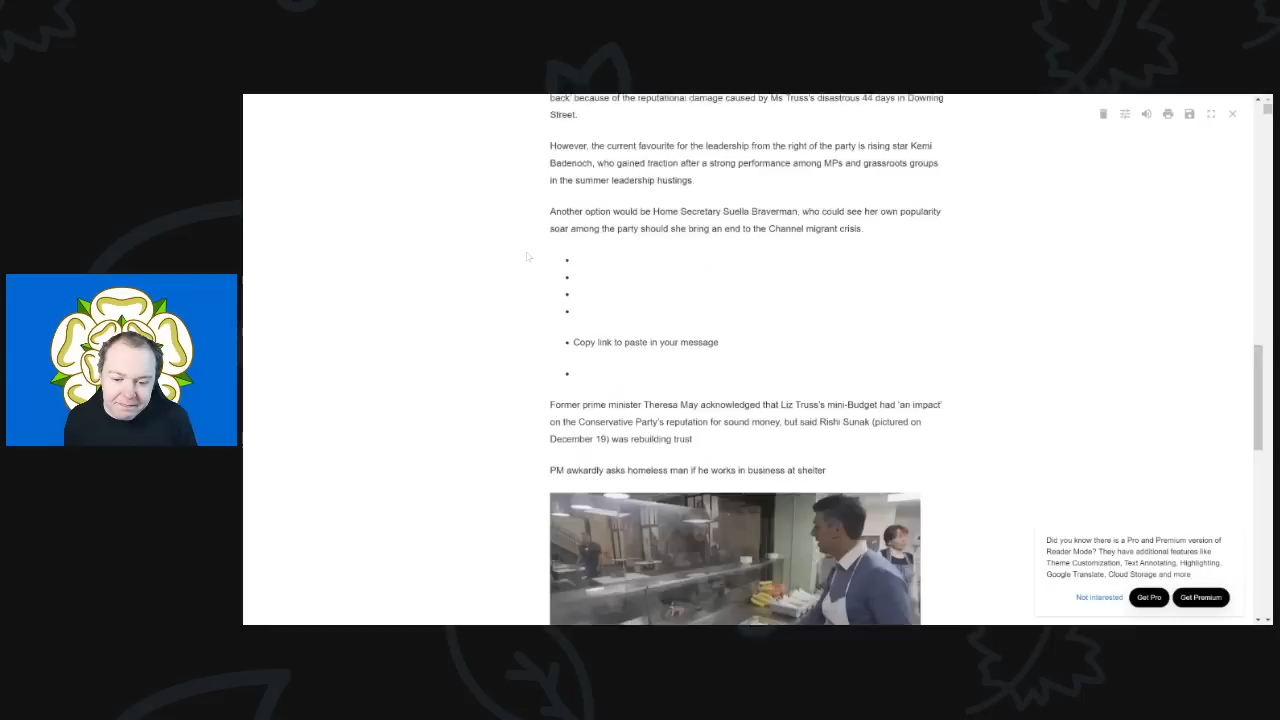 back' because of the reputational damage caused by Ms Truss's disastrous 44 days in Downing
Street.
However, the current favourite for the leadership from the right of the party is rising star Kemi
Badenoch, who gained traction after a strong performance among MPs and grassroots groups
in the summer leadership hustings.
Another option would be Home Secretary Suella Braverman, who could see her own popularity
soar among the party should she bring an end to the Channel migrant crisis.
• Copy link to paste in your message
Former prime minister Theresa May acknowledged that Liz Truss's mini-Budget had 'an impact'
on the Conservative Party's reputation for sound money, but said Rishi Sunak (pictured on
December 19) was rebuilding trust
PM awkardly asks homeless man if he works in business at shelter
Did you know there is a Pro and Premium version of
Reader Mode? They have additional features like
Theme Customization, Text Annotating, Highlighting,
Google Translate, Cloud Storage and more
Not interested Get Pro Get Premium